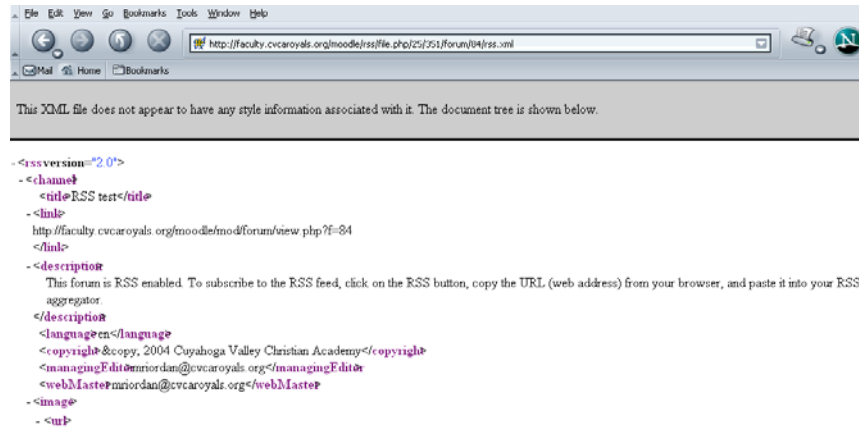 File Edit View Go Bookmarks Tools Window Help
http://faculty.cvcaroyals.org/moodle/rss/file.php/25/351/forum/84/rss.xml
Mail Home Bookmarks
This XML file does not appear to have any style information associated with it. The document tree is shown below.
- <rss version="2.0">
- <channel>
<title>RSS test</title>
- <link>
http://faculty.cvcaroyals.org/moodle/mod/forum/view.php?f=84
</link>
- <description>
This forum is RSS enabled. To subscribe to the RSS feed, click on the RSS button, copy the URL (web address) from your browser, and paste it into your RSS
aggregator.
</description>
<language>en</language>
<copyright>&copy; 2004 Cuyahoga Valley Christian Academy</copyright>
<managingEditor>mriordan@cvcaroyals.org</managingEditor>
<webMaster>mriordan@cvcaroyals.org</webMaster>
- <image>
- <url>